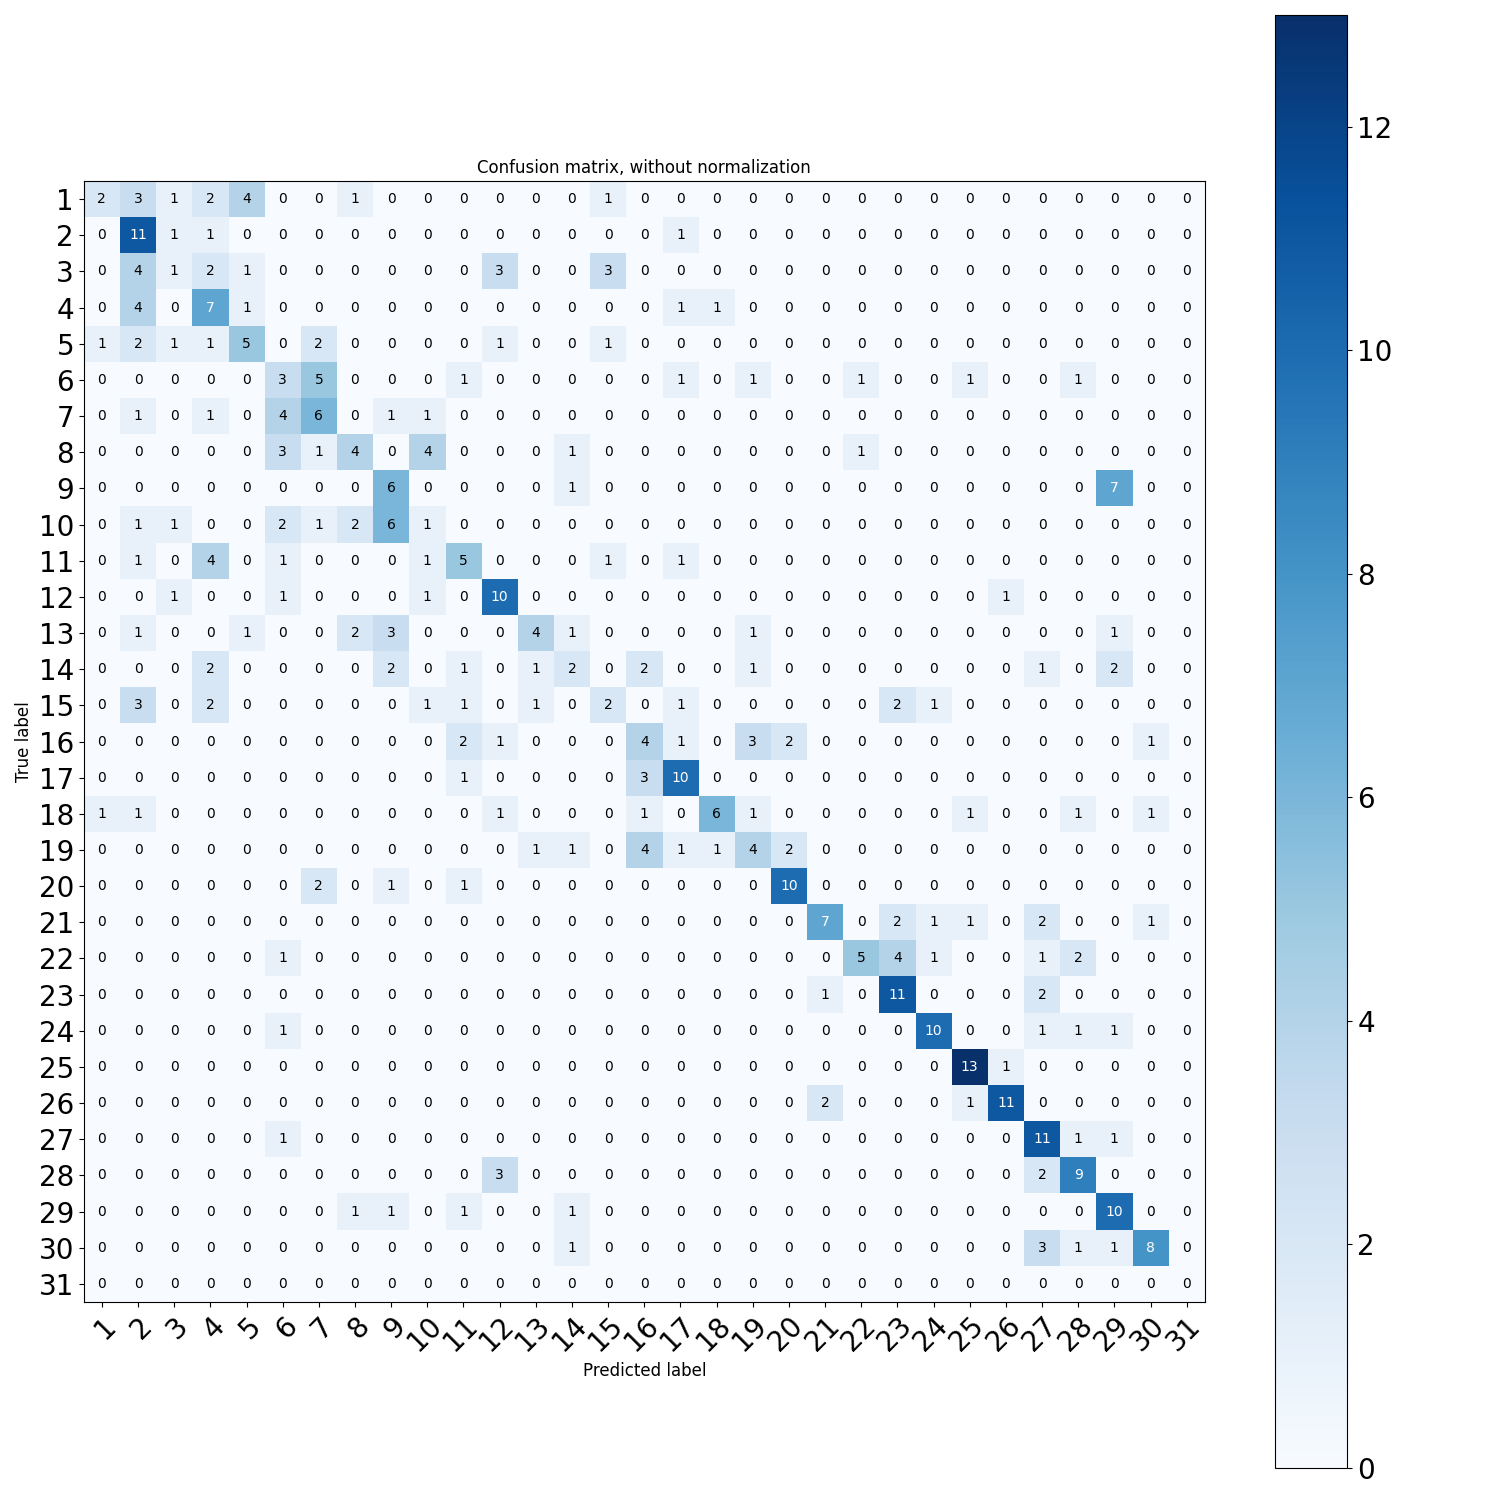 Confusion matrix, without normalization
1 2 3 1 2 4 0 0 1 0 0 0 0 0 0 1 0 0 0 0 0 0 0 0 0 0 0 0 0 0 0 0
2 0 11 1 1 0 0 0 0 0 0 0 0 0 0 0 0 1 0 0 0 0 0 0 0 0 0 0 0 0 0 0
3 0 4 1 2 1 0 0 0 0 0 0 3 0 0 3 0 0 0 0 0 0 0 0 0 0 0 0 0 0 0 0
4 0 4 0 7 1 0 0 0 0 0 0 0 0 0 0 0 1 1 0 0 0 0 0 0 0 0 0 0 0 0 0
5 1 2 1 1 5 0 2 0 0 0 0 1 0 0 1 0 0 0 0 0 0 0 0 0 0 0 0 0 0 0 0
6 0 0 0 0 0 3 5 0 0 0 1 0 0 0 0 0 1 0 1 0 0 1 0 0 1 0 0 1 0 0 0
7 0 1 0 1 0 4 6 0 1 1 0 0 0 0 0 0 0 0 0 0 0 0 0 0 0 0 0 0 0 0 0
8 0 0 0 0 0 3 1 4 0 4 0 0 0 1 0 0 0 0 0 0 0 1 0 0 0 0 0 0 0 0 0
9 0 0 0 0 0 0 0 0 6 0 0 0 0 1 0 0 0 0 0 0 0 0 0 0 0 0 0 0 7 0 0
10 0 1 1 0 0 2 1 2 6 1 0 0 0 0 0 0 0 0 0 0 0 0 0 0 0 0 0 0 0 0 0
11 0 1 0 4 0 1 0 0 0 1 5 0 0 0 1 0 1 0 0 0 0 0 0 0 0 0 0 0 0 0 0
12 0 0 1 0 0 1 0 0 0 1 0 10 0 0 0 0 0 0 0 0 0 0 0 0 0 1 0 0 0 0 0
13 0 1 0 0 1 0 0 2 3 0 0 0 4 1 0 0 0 0 1 0 0 0 0 0 0 0 0 0 1 0 0
14 0 0 0 2 0 0 0 0 2 0 1 0 1 2 0 2 0 0 1 0 0 0 0 0 0 0 1 0 2 0 0
15 0 3 0 2 0 0 0 0 0 1 1 0 1 0 2 0 1 0 0 0 0 0 2 1 0 0 0 0 0 0 0
16 0 0 0 0 0 0 0 0 0 0 2 1 0 0 0 4 1 0 3 2 0 0 0 0 0 0 0 0 0 1 0
17 0 0 0 0 0 0 0 0 0 0 1 0 0 0 0 3 10 0 0 0 0 0 0 0 0 0 0 0 0 0 0
18 1 1 0 0 0 0 0 0 0 0 0 1 0 0 0 1 0 6 1 0 0 0 0 0 1 0 0 1 0 1 0
19 0 0 0 0 0 0 0 0 0 0 0 0 1 1 0 4 1 1 4 2 0 0 0 0 0 0 0 0 0 0 0
20 0 0 0 0 0 0 2 0 1 0 1 0 0 0 0 0 0 0 0 10 0 0 0 0 0 0 0 0 0 0 0
21 0 0 0 0 0 0 0 0 0 0 0 0 0 0 0 0 0 0 0 0 7 0 2 1 1 0 2 0 0 1 0
22 0 0 0 0 0 1 0 0 0 0 0 0 0 0 0 0 0 0 0 0 0 5 4 1 0 0 1 2 0 0 0
23 0 0 0 0 0 0 0 0 0 0 0 0 0 0 0 0 0 0 0 0 1 0 11 0 0 0 2 0 0 0 0
24 0 0 0 0 0 1 0 0 0 0 0 0 0 0 0 0 0 0 0 0 0 0 0 10 0 0 1 1 1 0 0
25 0 0 0 0 0 0 0 0 0 0 0 0 0 0 0 0 0 0 0 0 0 0 0 0 13 1 0 0 0 0 0
26 0 0 0 0 0 0 0 0 0 0 0 0 0 0 0 0 0 0 0 0 2 0 0 0 1 11 0 0 0 0 0
27 0 0 0 0 0 1 0 0 0 0 0 0 0 0 0 0 0 0 0 0 0 0 0 0 0 0 11 1 1 0 0
28 0 0 0 0 0 0 0 0 0 0 0 3 0 0 0 0 0 0 0 0 0 0 0 0 0 0 2 9 0 0 0
29 0 0 0 0 0 0 0 1 1 0 1 0 0 1 0 0 0 0 0 0 0 0 0 0 0 0 0 0 10 0 0
30 0 0 0 0 0 0 0 0 0 0 0 0 0 1 0 0 0 0 0 0 0 0 0 0 0 0 3 1 1 8 0
31 0 0 0 0 0 0 0 0 0 0 0 0 0 0 0 0 0 0 0 0 0 0 0 0 0 0 0 0 0 0 0
1 2 3 4 5 6 7 8 9 10 11 12 13 14 15 16 17 18 19 20 21 22 23 24 25 26 27 28 29 30 31
True label
Predicted label
12
10
8
6
4
2
0